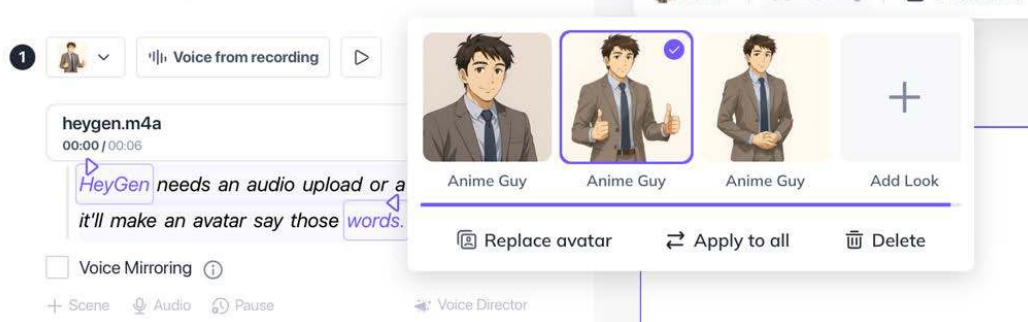 1
Voice from recording
heygen.m4a
00:00 / 00:06
HeyGen needs an audio upload or a
it'll make an avatar say those words.
Voice Mirroring
+ Scene Audio Pause Voice Director
Anime Guy Anime Guy Anime Guy Add Look
Replace avatar Apply to all Delete